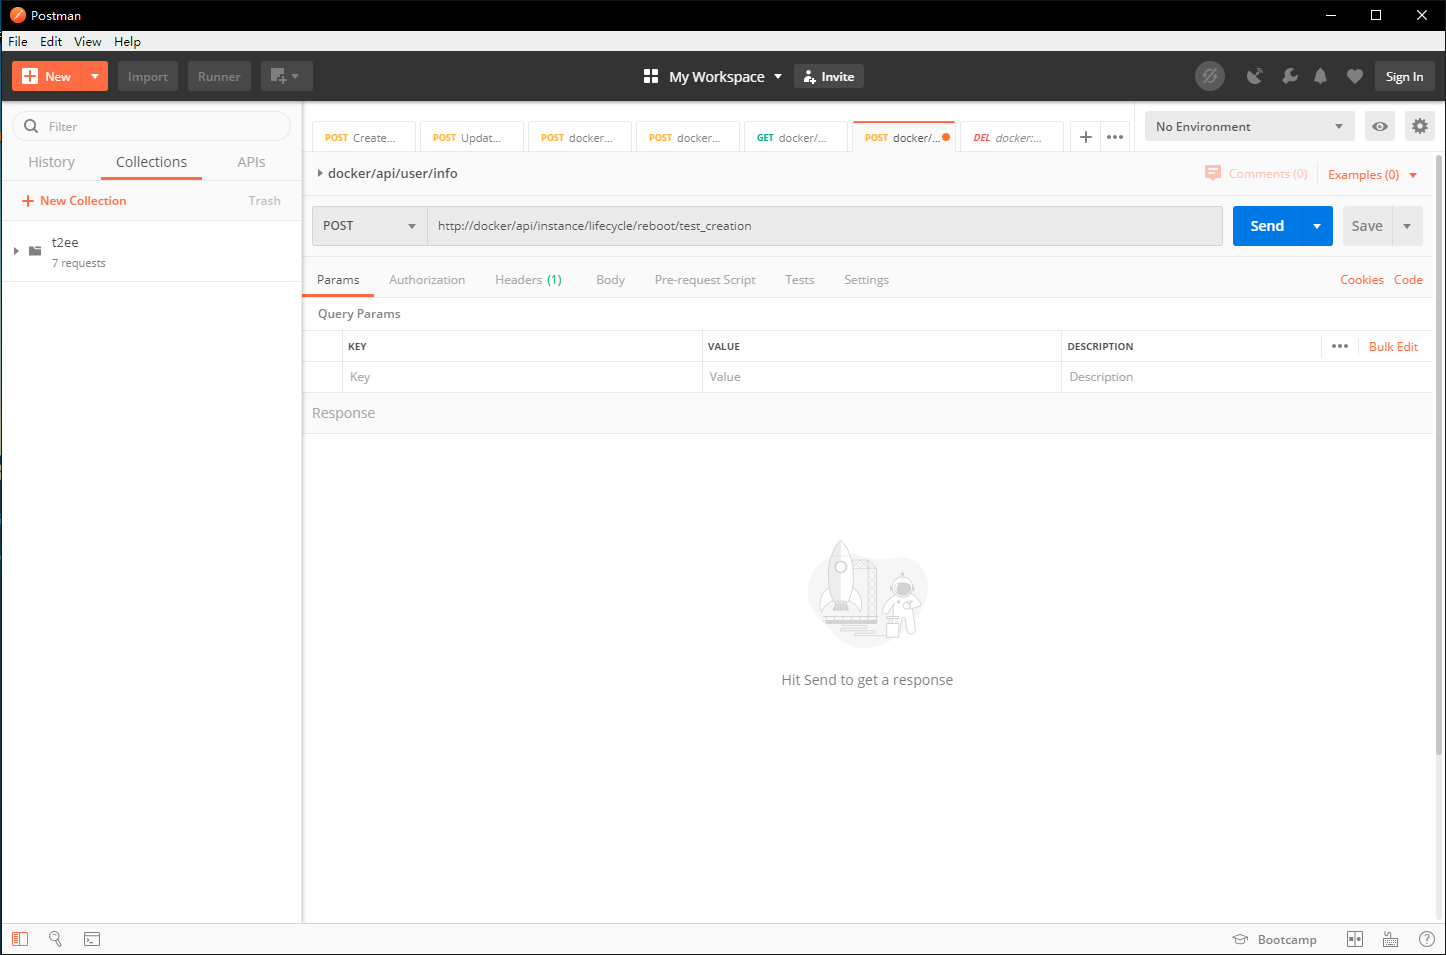 Postman
File Edit View Help
New Import Runner My Workspace Invite Sign In
Filter
History Collections APIs
New Collection Trash
t2ee
7 requests
POST Create... POST Updat... POST docker... POST docker... GET docker/... POST docker/... DEL docker:... No Environment
docker/api/user/info Comments (0) Examples (0)
POST http://docker/api/instance/lifecycle/reboot/test_creation Send Save
Params Authorization Headers (1) Body Pre-request Script Tests Settings Cookies Code
Query Params
KEY VALUE DESCRIPTION Bulk Edit
Key Value Description
Response
Hit Send to get a response
Bootcamp